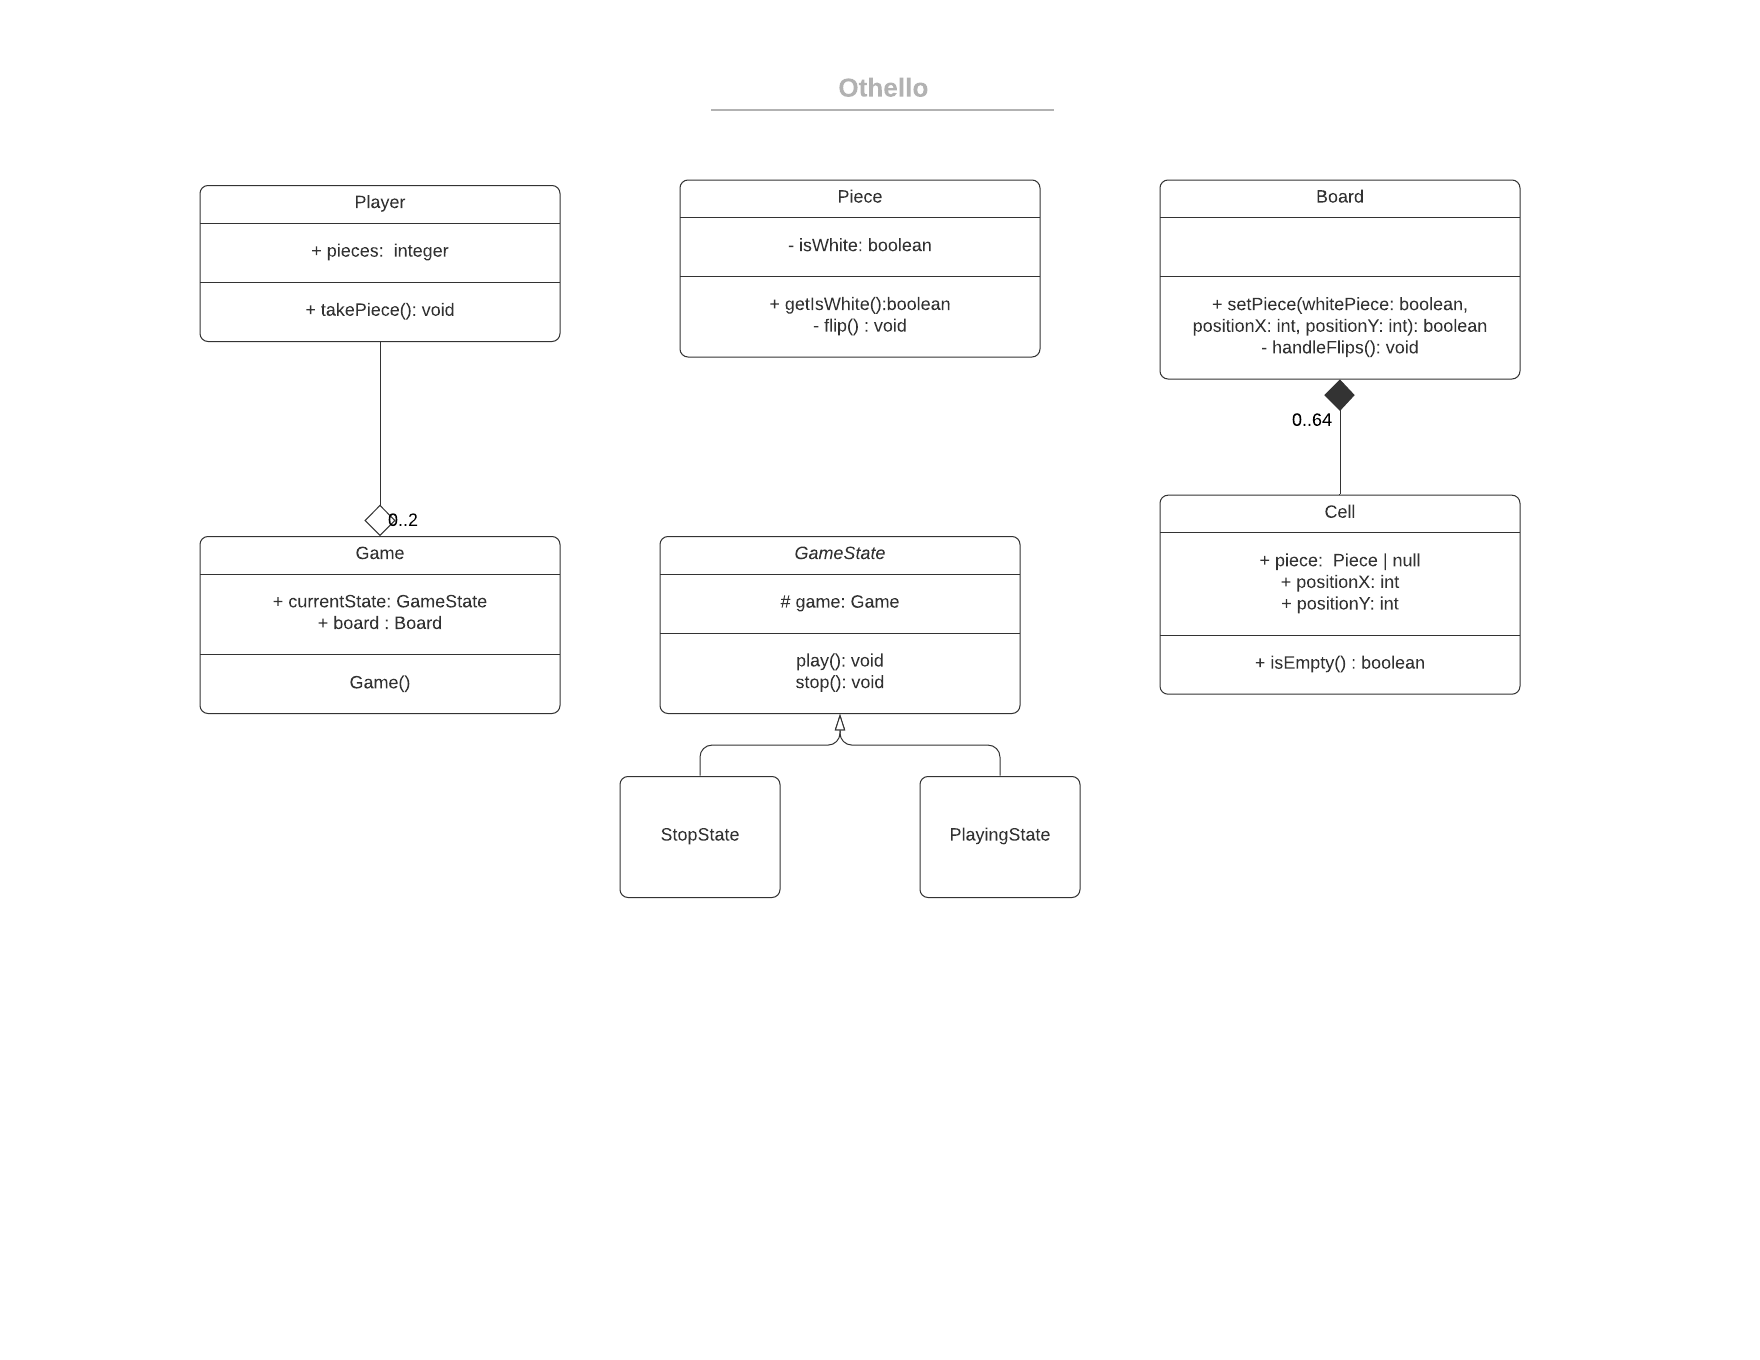 Othello
Player
+ pieces:  integer
+ takePiece(): void
Piece
- isWhite: boolean
+ getIsWhite():boolean
- flip() : void
Board
+ setPiece(whitePiece: boolean,
positionX: int, positionY: int): boolean
- handleFlips(): void
0..64
0..2
Game
+ currentState: GameState
+ board : Board
Game()
GameState
# game: Game
play(): void
stop(): void
Cell
+ piece:  Piece | null
+ positionX: int
+ positionY: int
+ isEmpty() : boolean
StopState
PlayingState